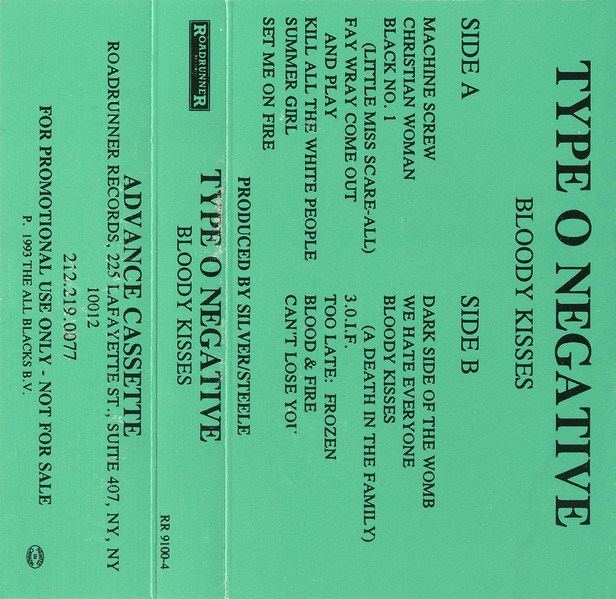 TYPE O NEGATIVE
BLOODY KISSES
SIDE A
MACHINE SCREW
CHRISTIAN WOMAN
BLACK NO. 1
(LITTLE MISS SCARE-ALL)
FAY WRAY COME OUT
AND PLAY
KILL ALL THE WHITE PEOPLE
SUMMER GIRL
SET ME ON FIRE
SIDE B
DARK SIDE OF THE WOMB
WE HATE EVERYONE
BLOODY KISSES
(A DEATH IN THE FAMILY)
3.0.I.F.
TOO LATE: FROZEN
BLOOD & FIRE
CAN'T LOSE YOU
PRODUCED BY SILVER/STEELE
ROADRUNNER
TYPE O NEGATIVE
BLOODY KISSES
RR 9100-4
ADVANCE CASSETTE
ROADRUNNER RECORDS, 225 LAFAYETTE ST., SUITE 407, NY, NY
10012
212.219.0077
FOR PROMOTIONAL USE ONLY - NOT FOR SALE
P. 1993 THE ALL BLACKS B.V.